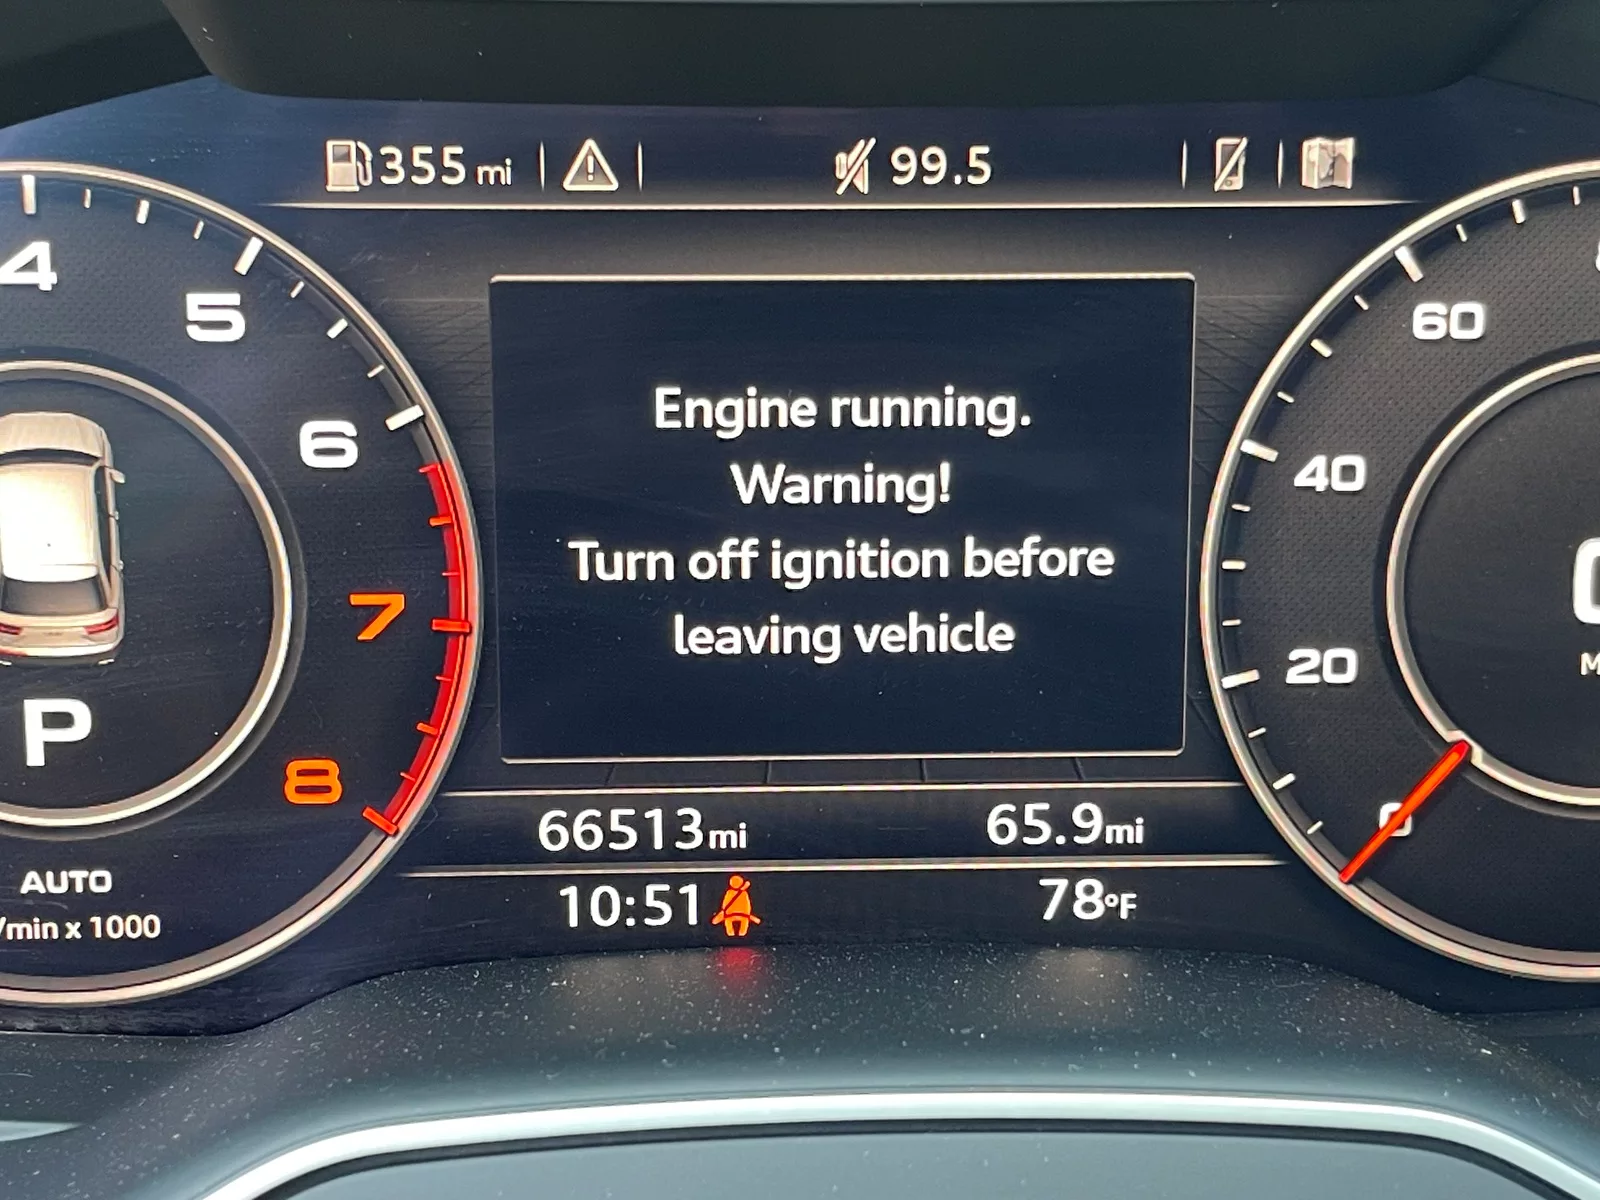 355 mi
99.5
4
5
6
7
8
P
AUTO
/min x 1000
Engine running.
Warning!
Turn off ignition before
leaving vehicle
66513mi
65.9mi
10:51
78°F
60
40
20
0